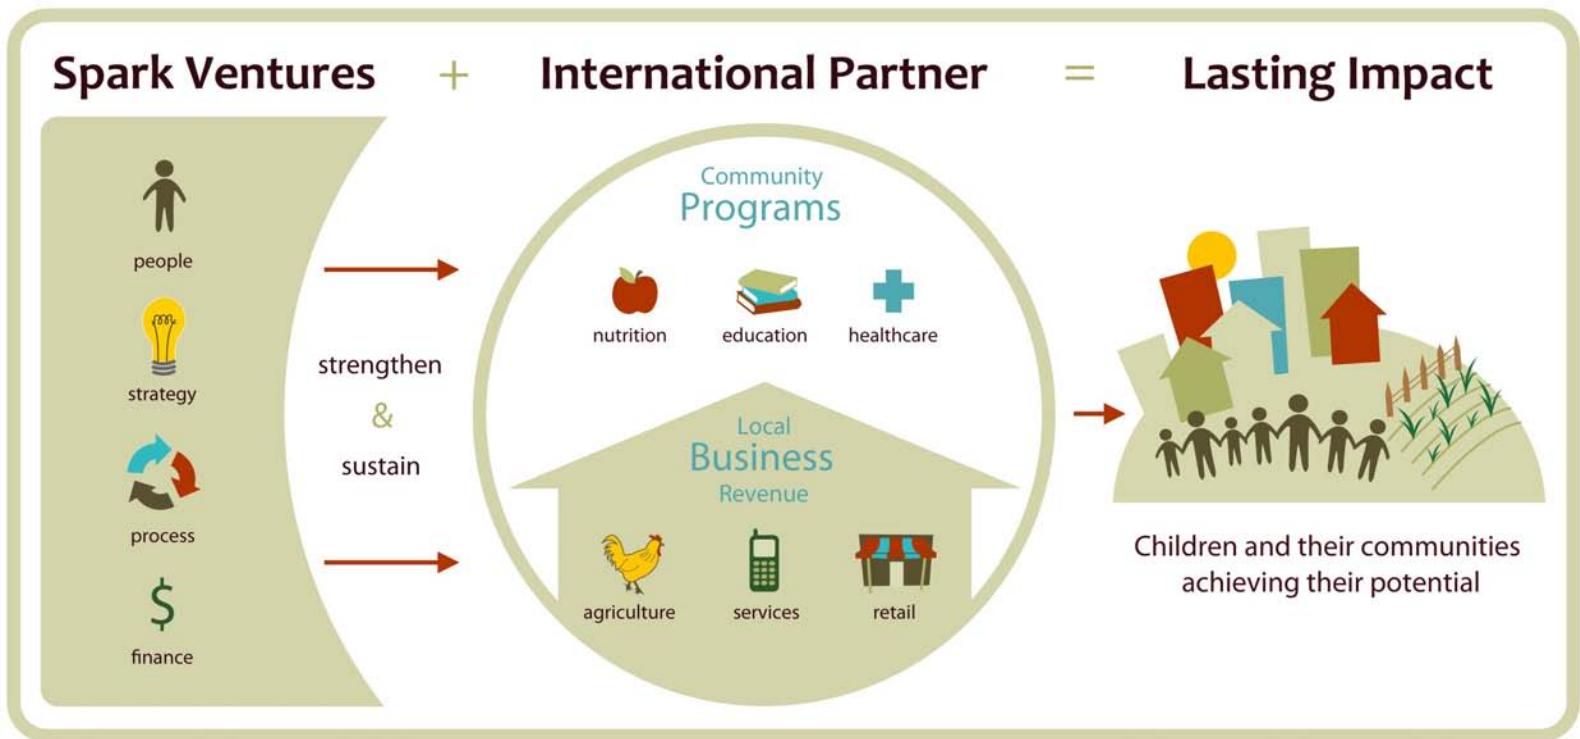 Spark Ventures + International Partner = Lasting Impact
people
strategy
process
$
finance
strengthen
&
sustain
Community
Programs
nutrition education healthcare
Local
Business
Revenue
agriculture services retail
Children and their communities
achieving their potential